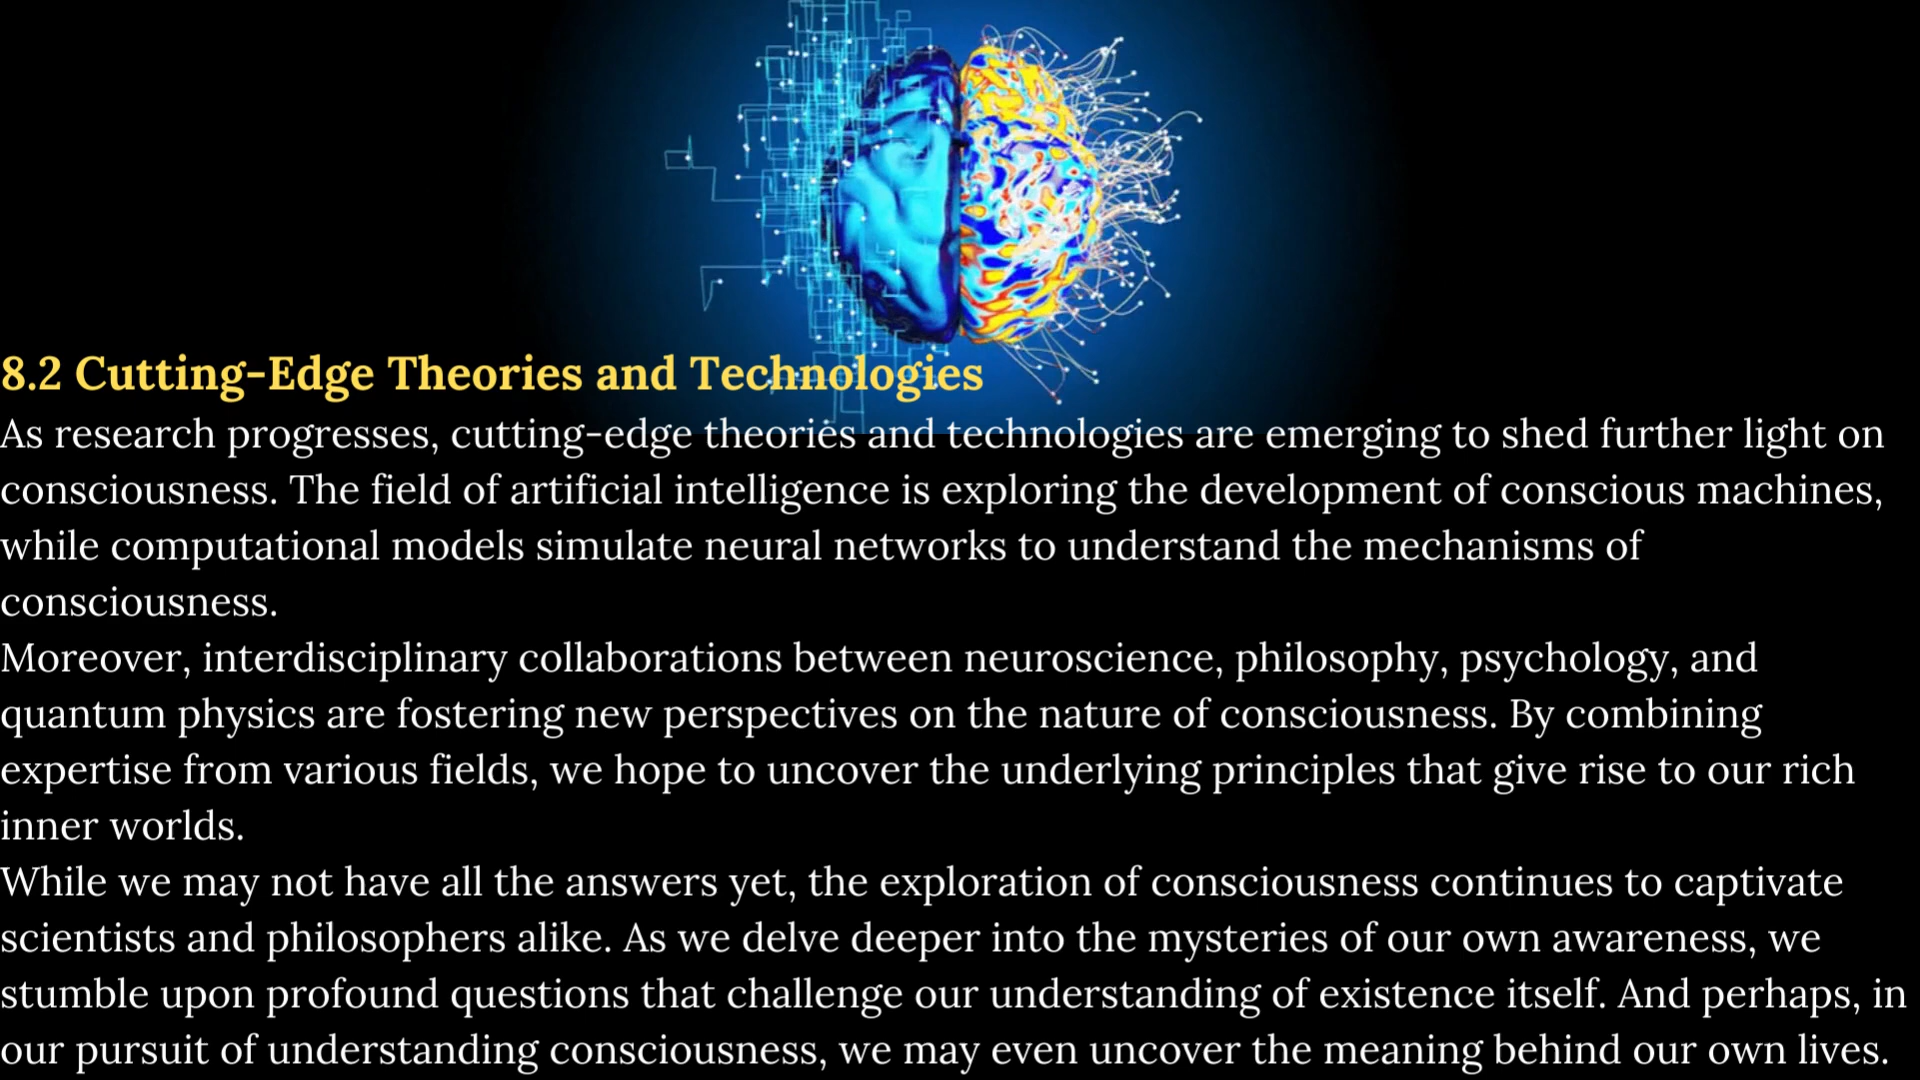 8.2 Cutting-Edge Theories and Technologies
As research progresses, cutting-edge theories and technologies are emerging to shed further light on
consciousness. The field of artificial intelligence is exploring the development of conscious machines,
while computational models simulate neural networks to understand the mechanisms of
consciousness.
Moreover, interdisciplinary collaborations between neuroscience, philosophy, psychology, and
quantum physics are fostering new perspectives on the nature of consciousness. By combining
expertise from various fields, we hope to uncover the underlying principles that give rise to our rich
inner worlds.
While we may not have all the answers yet, the exploration of consciousness continues to captivate
scientists and philosophers alike. As we delve deeper into the mysteries of our own awareness, we
stumble upon profound questions that challenge our understanding of existence itself. And perhaps, in
our pursuit of understanding consciousness, we may even uncover the meaning behind our own lives.